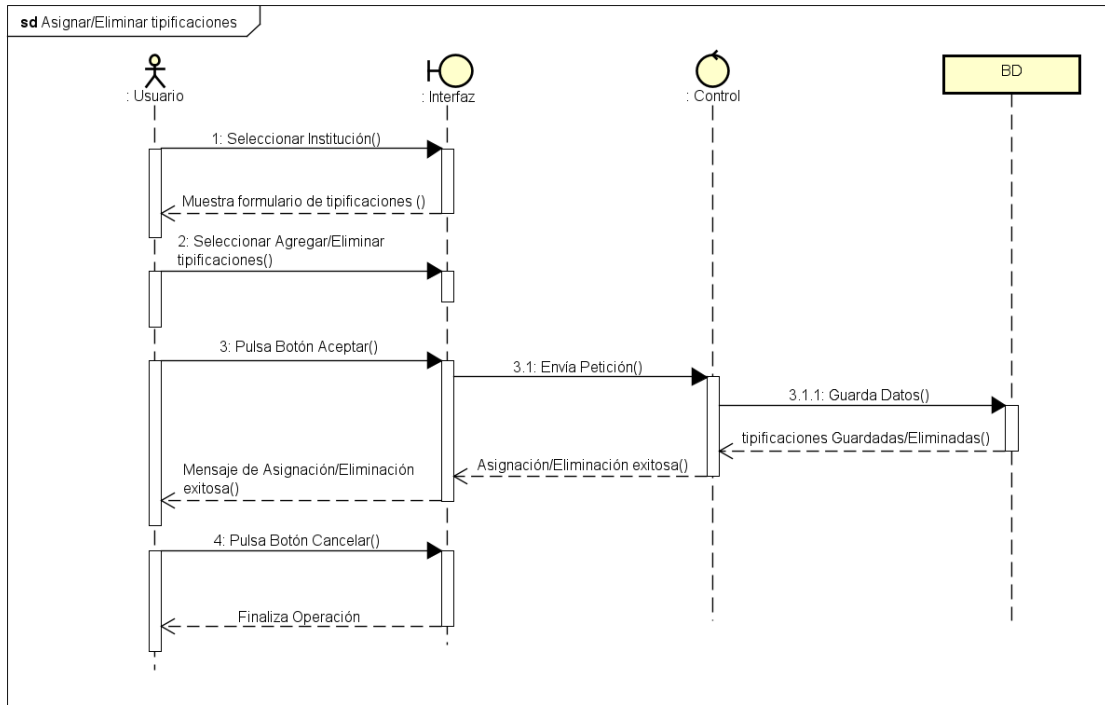 sd Asignar/Eliminar tipificaciones
: Usuario
: Interfaz
: Control
BD
1: Seleccionar Institución()
Muestra formulario de tipificaciones ()
2: Seleccionar Agregar/Eliminar
tipificaciones()
3: Pulsa Botón Aceptar()
3.1: Envía Petición()
3.1.1: Guarda Datos()
tipificaciones Guardadas/Eliminadas()
Asignación/Eliminación exitosa()
Mensaje de Asignación/Eliminación
exitosa()
4: Pulsa Botón Cancelar()
Finaliza Operación